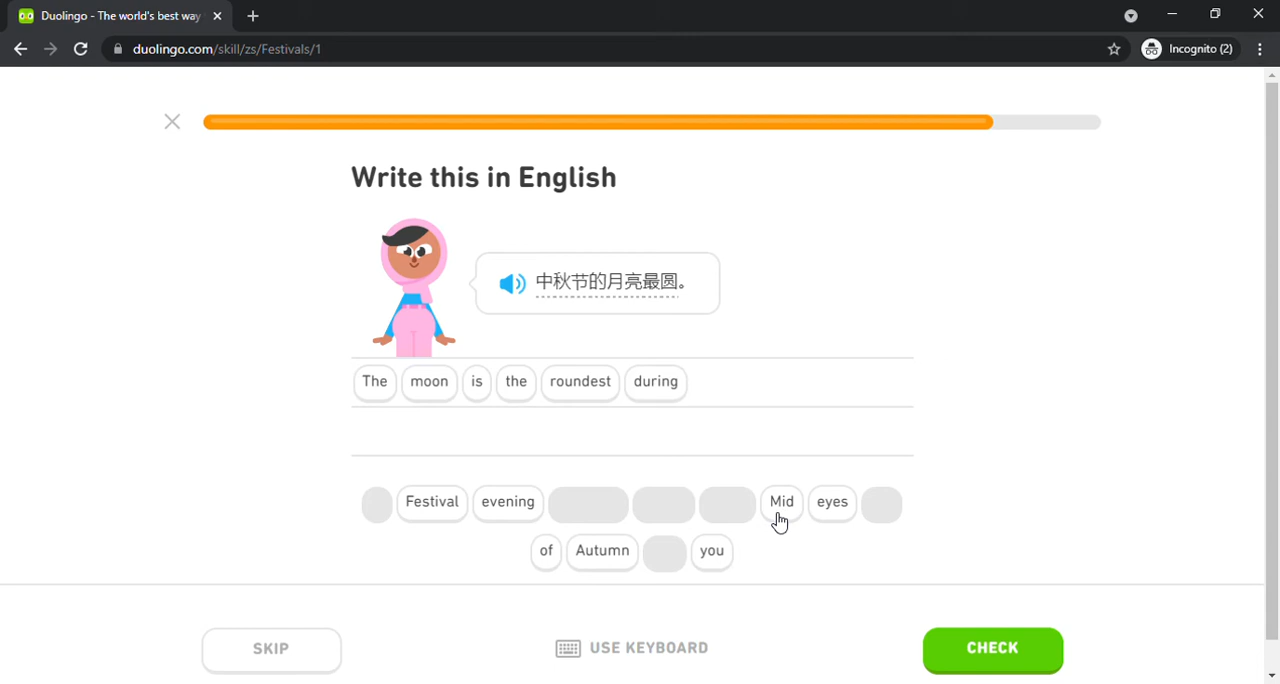 Duolingo - The world's best way
duolingo.com/skill/zs/Festivals/1
Incognito (2)
Write this in English
中秋节的月亮最圆。
The moon is the roundest during
Festival evening Mid eyes
of Autumn you
SKIP
USE KEYBOARD
CHECK